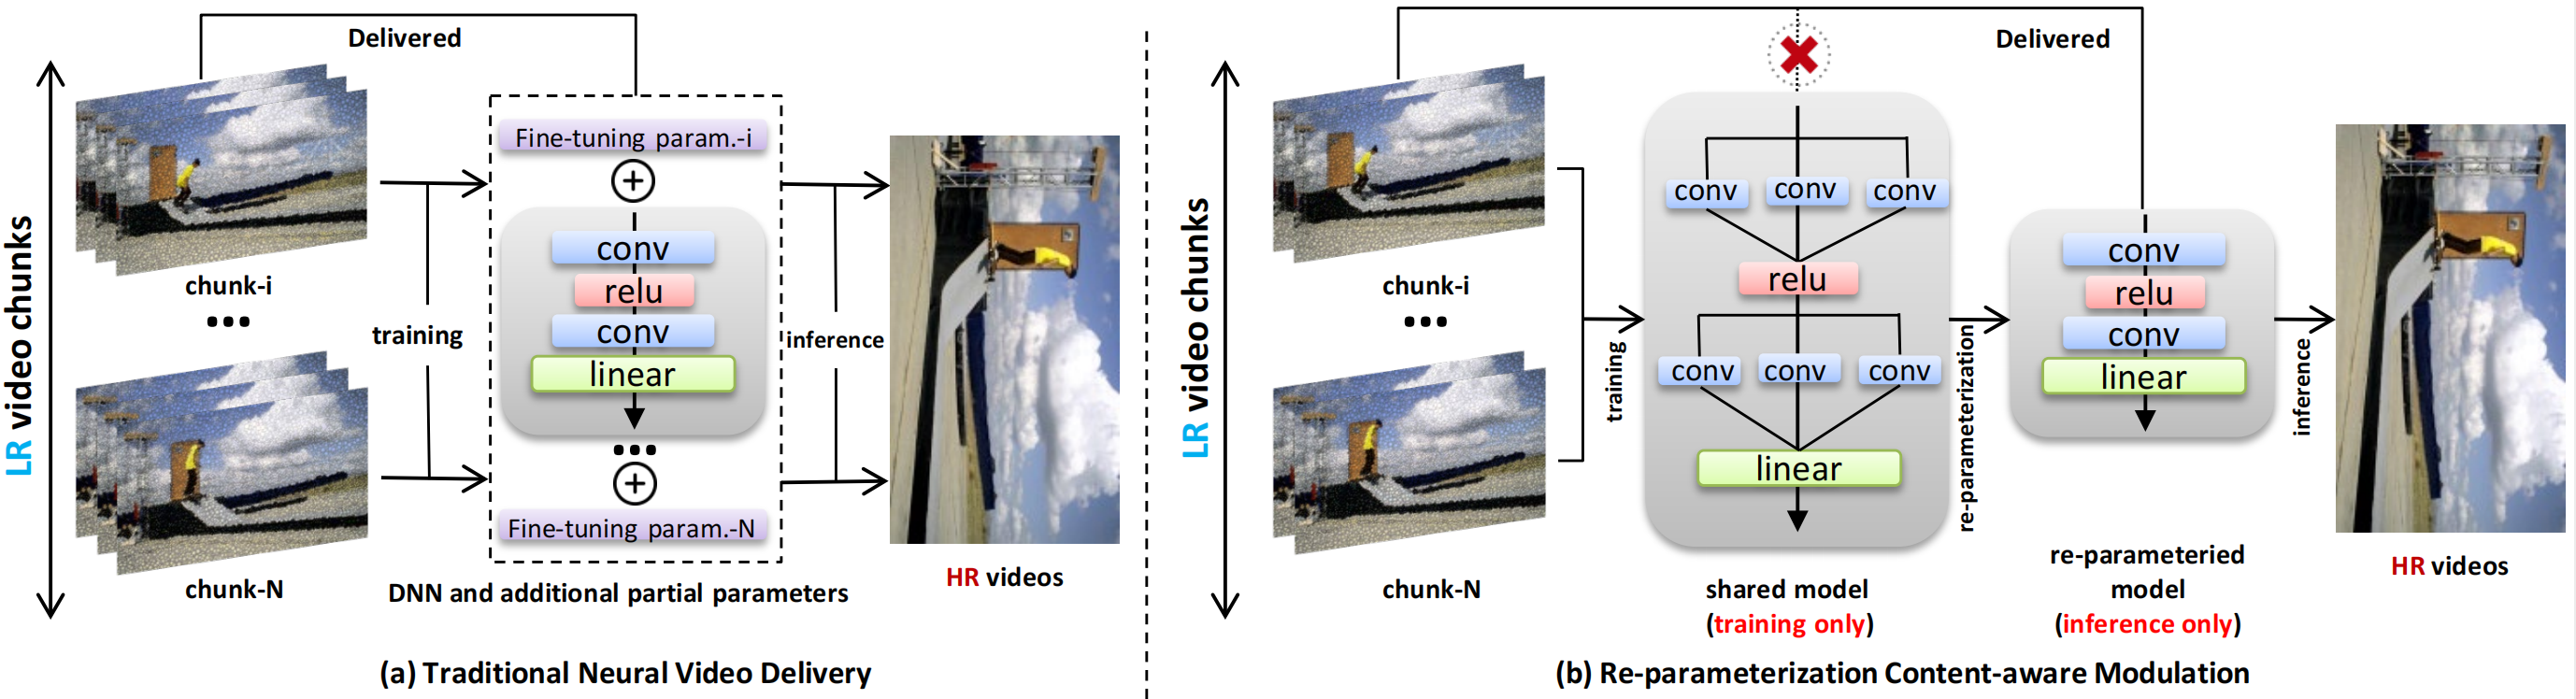 Delivered
LR video chunks
chunk-i
...
chunk-N
training
Fine-tuning param.-i
+
conv
relu
conv
linear
...
+
Fine-tuning param.-N
DNN and additional partial parameters
inference
HR videos
(a) Traditional Neural Video Delivery
Delivered
LR video chunks
chunk-i
...
chunk-N
training
conv conv conv
relu
conv conv conv
linear
shared model
(training only)
re-parameterization
conv
relu
conv
linear
re-parameteried
model
(inference only)
inference
HR videos
(b) Re-parameterization Content-aware Modulation